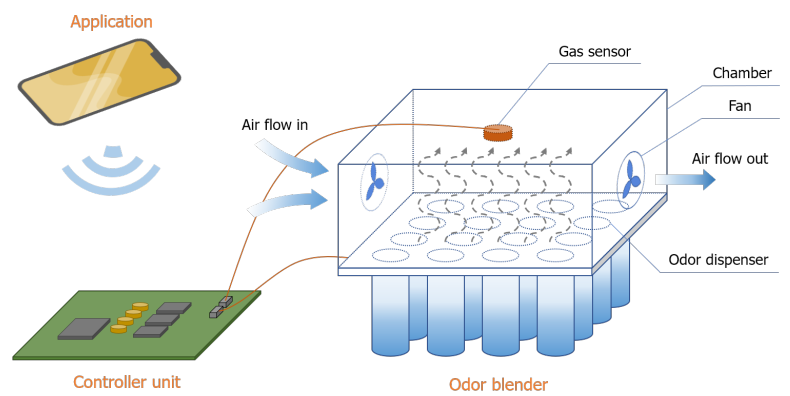 Application
Gas sensor
Chamber
Fan
Air flow in
Air flow out
Odor dispenser
Controller unit
Odor blender